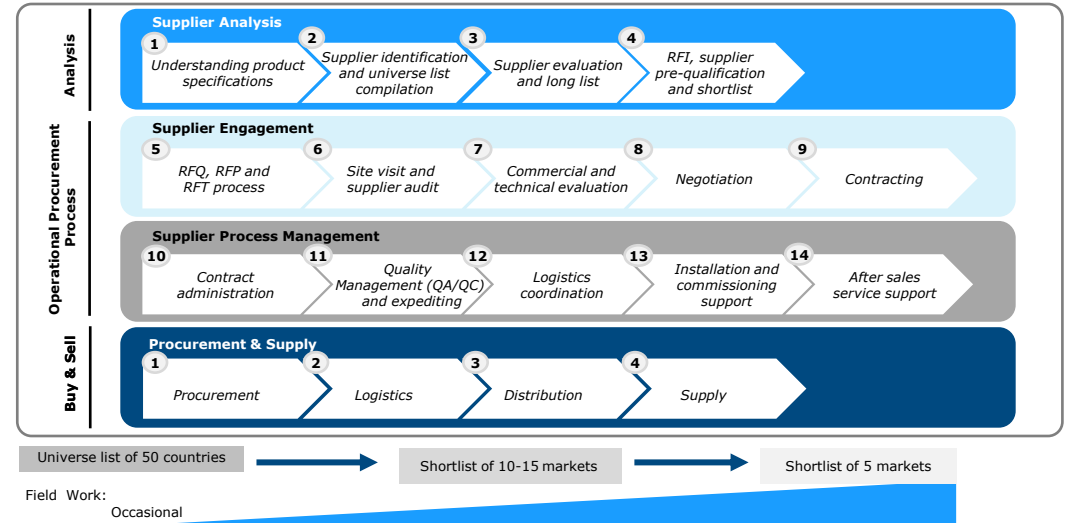 Analysis
Supplier Analysis
1
Understanding product
specifications
2
Supplier identification
and universe list
compilation
3
Supplier evaluation
and long list
4
RFI, supplier
pre-qualification
and shortlist
Operational Procurement
Process
Supplier Engagement
5
RFQ, RFP and
RFT process
6
Site visit and
supplier audit
7
Commercial and
technical evaluation
8
Negotiation
9
Contracting
Supplier Process Management
10
Contract
administration
11
Quality
Management (QA/QC)
and expediting
12
Logistics
coordination
13
Installation and
commissioning
support
14
After sales
service support
Buy & Sell
Procurement & Supply
1
Procurement
2
Logistics
3
Distribution
4
Supply
Universe list of 50 countries
Shortlist of 10-15 markets
Shortlist of 5 markets
Field Work:
Occasional